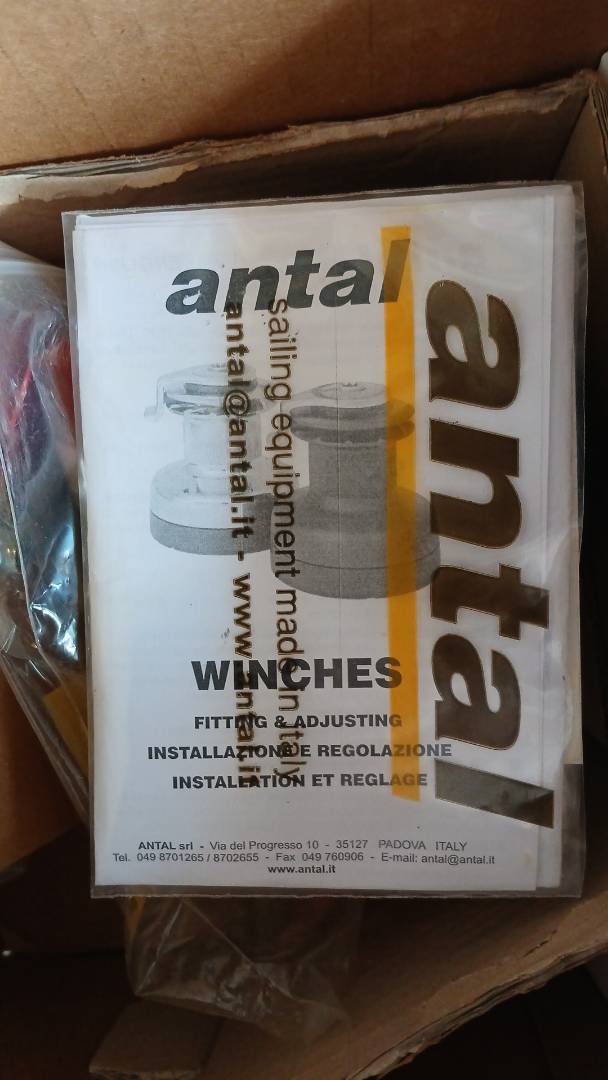 antal
WINCHES
FITTING & ADJUSTING
INSTALLAZIONE E REGOLAZIONE
INSTALLATION ET REGLAGE
ANTAL srl - Via del Progresso 10 - 35127 PADOVA ITALY
Tel. 049 8701265 / 8702655 - Fax 049 760906 - E-mail: antal@antal.it
www.antal.it
antal
sailing equipment made in Italy
antal@antal.it - www.antal.it